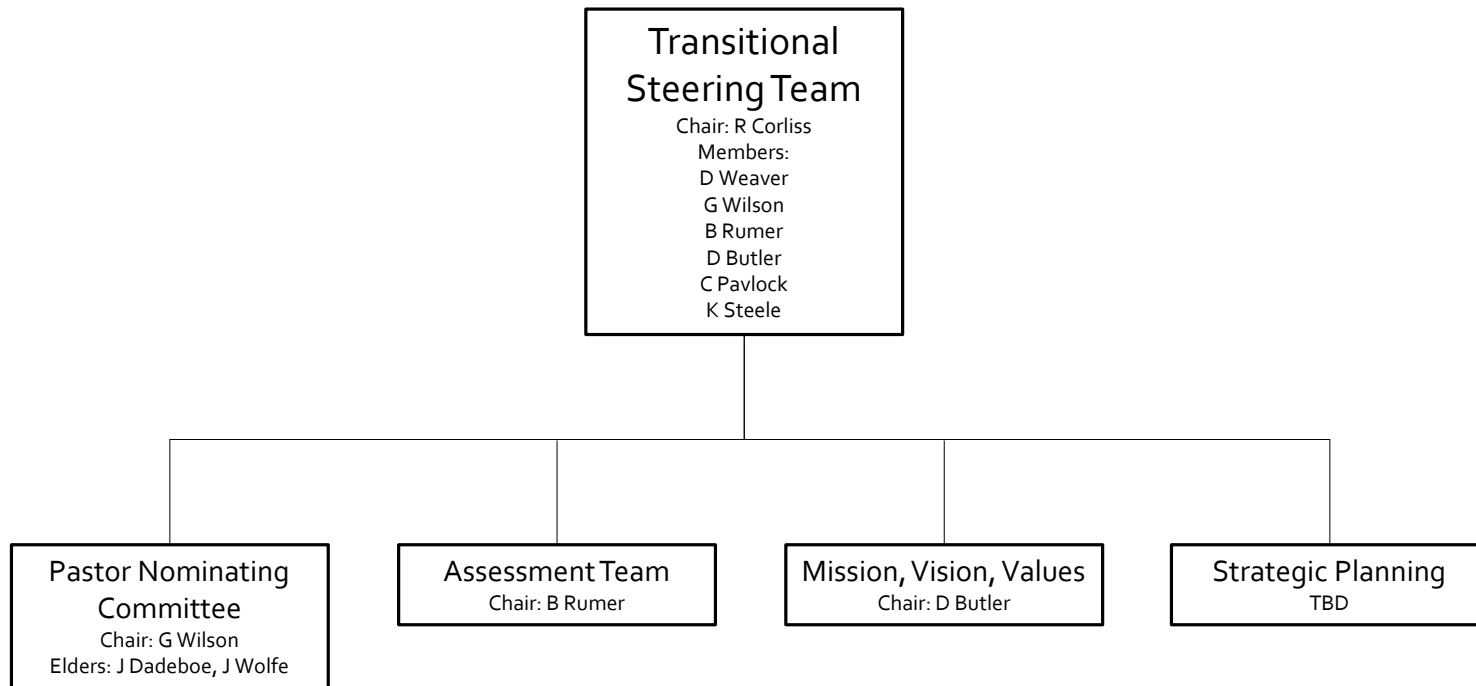 Transitional
Steering Team
Chair: R Corliss
Members:
D Weaver
G Wilson
B Rumer
D Butler
C Pavlock
K Steele
Pastor Nominating
Committee
Chair: G Wilson
Elders: J Dadeboe, J Wolfe
Assessment Team
Chair: B Rumer
Mission, Vision, Values
Chair: D Butler
Strategic Planning
TBD